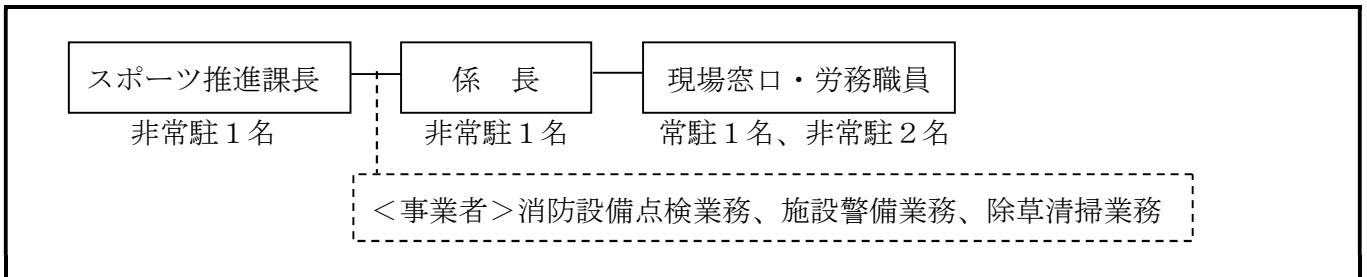 スポーツ推進課長 係　長 現場窓口・労務職員
非常駐１名 非常駐１名 常駐１名、非常駐２名
＜事業者＞消防設備点検業務、施設警備業務、除草清掃業務